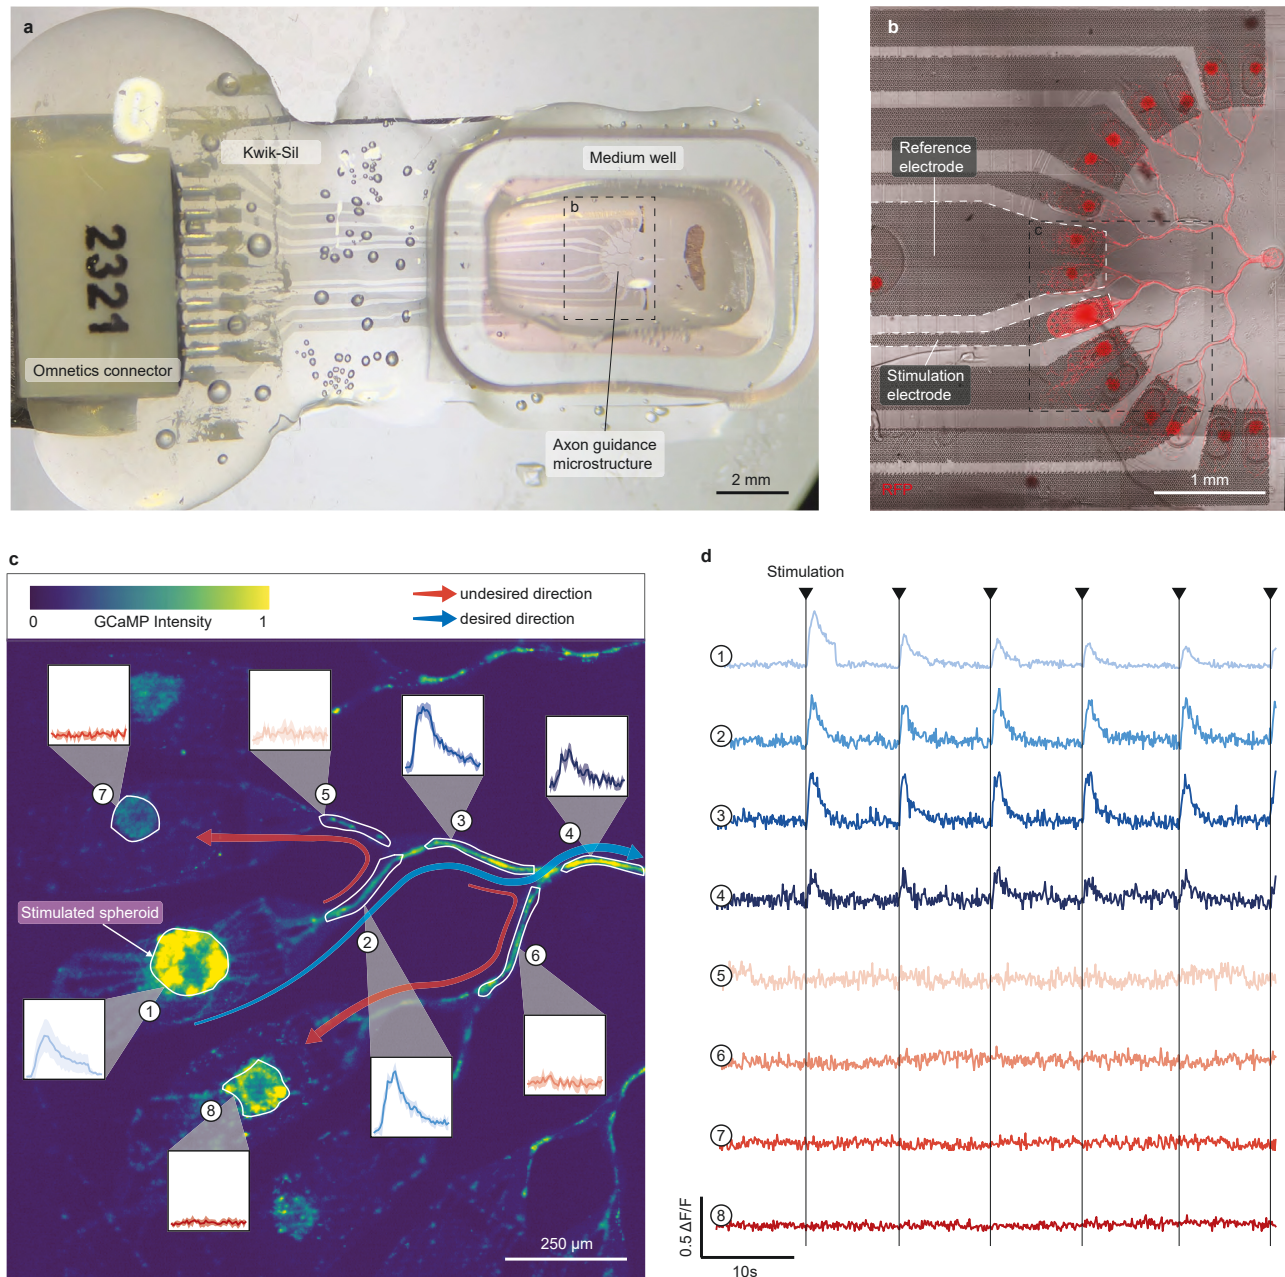 a
Kwik-Sil
Medium well
b
2321
Omnetics connector
Axon guidance
microstructure
2 mm
b
Reference
electrode
c
Stimulation
electrode
RFP
1 mm
c
0
GCaMP Intensity
1
undesired direction
desired direction
7
5
3
4
Stimulated spheroid
2
6
1
8
250 µm
d
Stimulation
1
2
3
4
5
6
7
8
0.5 ΔF/F
10s